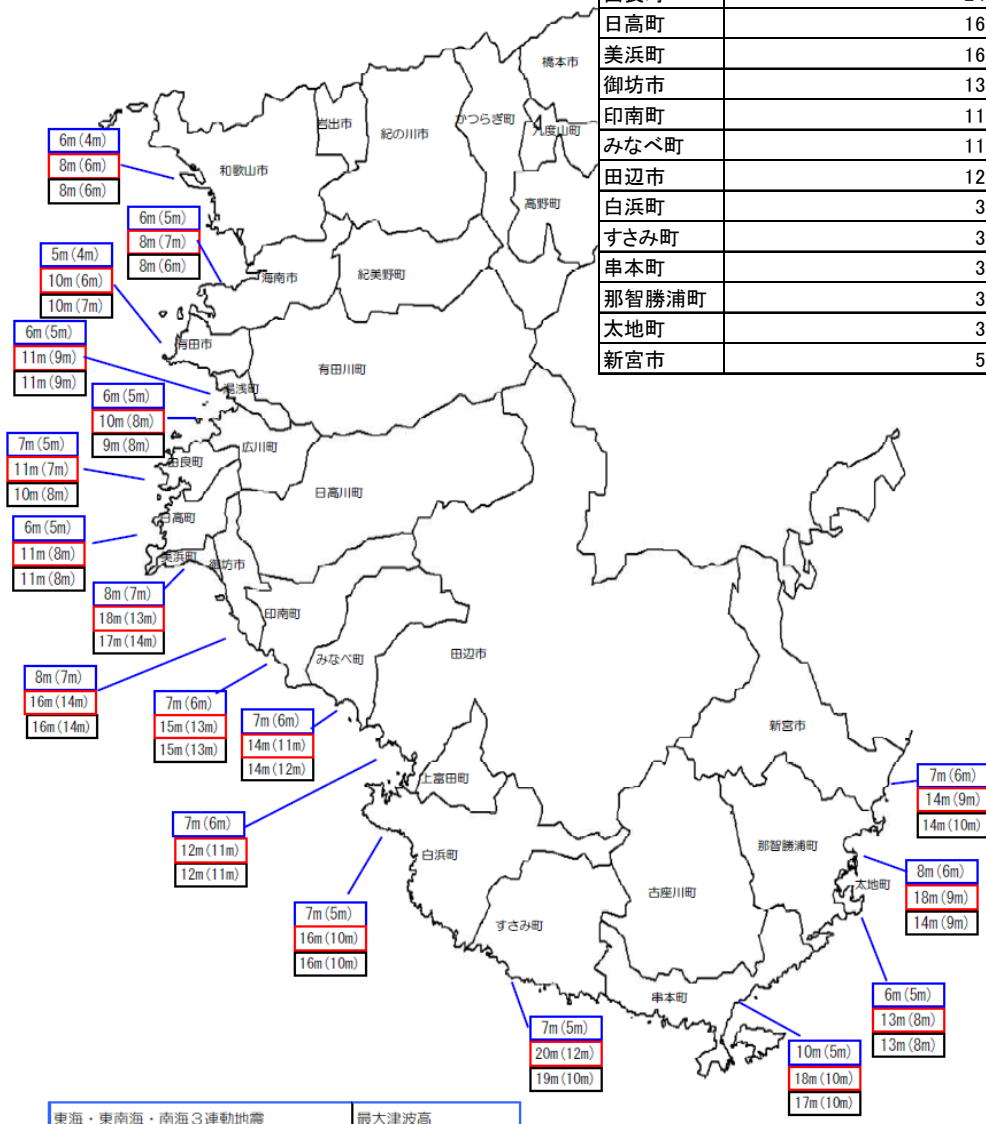 日高町 16
美浜町 16
御坊市 13
印南町 11
みなべ町 11
田辺市 12
白浜町 3
すさみ町 3
串本町 3
那智勝浦町 3
太地町 3
新宮市 5
橋本市
岩出市
紀の川市
かつらぎ町
九度山町
和歌山市
高野町
海南市
紀美野町
有田市
有田川町
湯浅町
広川町
由良町
日高川町
日高町
美浜町
御坊市
印南町
みなべ町
田辺市
新宮市
上富田町
白浜町
那智勝浦町
太地町
古座川町
すさみ町
串本町
6m(4m)
8m(6m)
8m(6m)
6m(5m)
8m(7m)
8m(6m)
5m(4m)
10m(6m)
10m(7m)
6m(5m)
11m(9m)
11m(9m)
6m(5m)
10m(8m)
9m(8m)
7m(5m)
11m(7m)
10m(8m)
6m(5m)
11m(8m)
11m(8m)
8m(7m)
18m(13m)
17m(14m)
8m(7m)
16m(14m)
16m(14m)
7m(6m)
15m(13m)
15m(13m)
7m(6m)
14m(11m)
14m(12m)
7m(6m)
12m(11m)
12m(11m)
7m(5m)
16m(10m)
16m(10m)
7m(5m)
20m(12m)
19m(10m)
10m(5m)
18m(10m)
17m(10m)
6m(5m)
13m(8m)
13m(8m)
8m(6m)
18m(9m)
14m(9m)
7m(6m)
14m(9m)
14m(10m)
東海・東南海・南海3連動地震 最大津波高